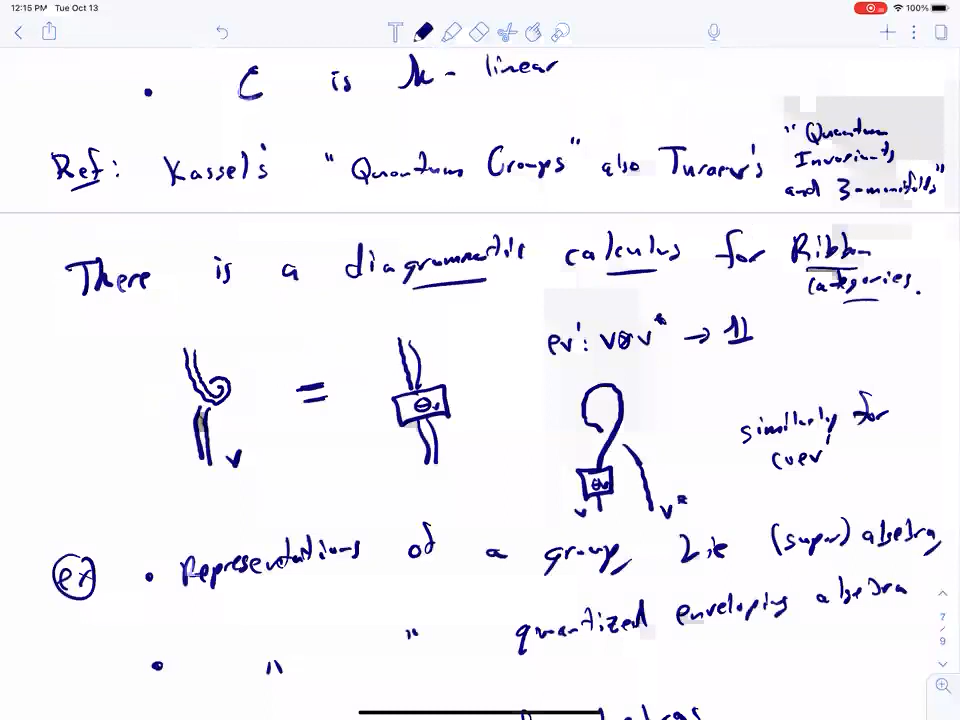 12:15 PM Tue Oct 13
100%
• C is k-linear
Ref: Kassel's "Quantum Groups" also Turaev's "Quantum Invariants and 3-manifolds"
There is a diagrammatic calculus for Ribbon categories.
ev': V⊗V* → 𝟙
=
θv
V
θv
V V*
similarly for coev'
ex • Representations of a group, Lie (super) algebra,
• " " quantized enveloping algebra
7 / 9